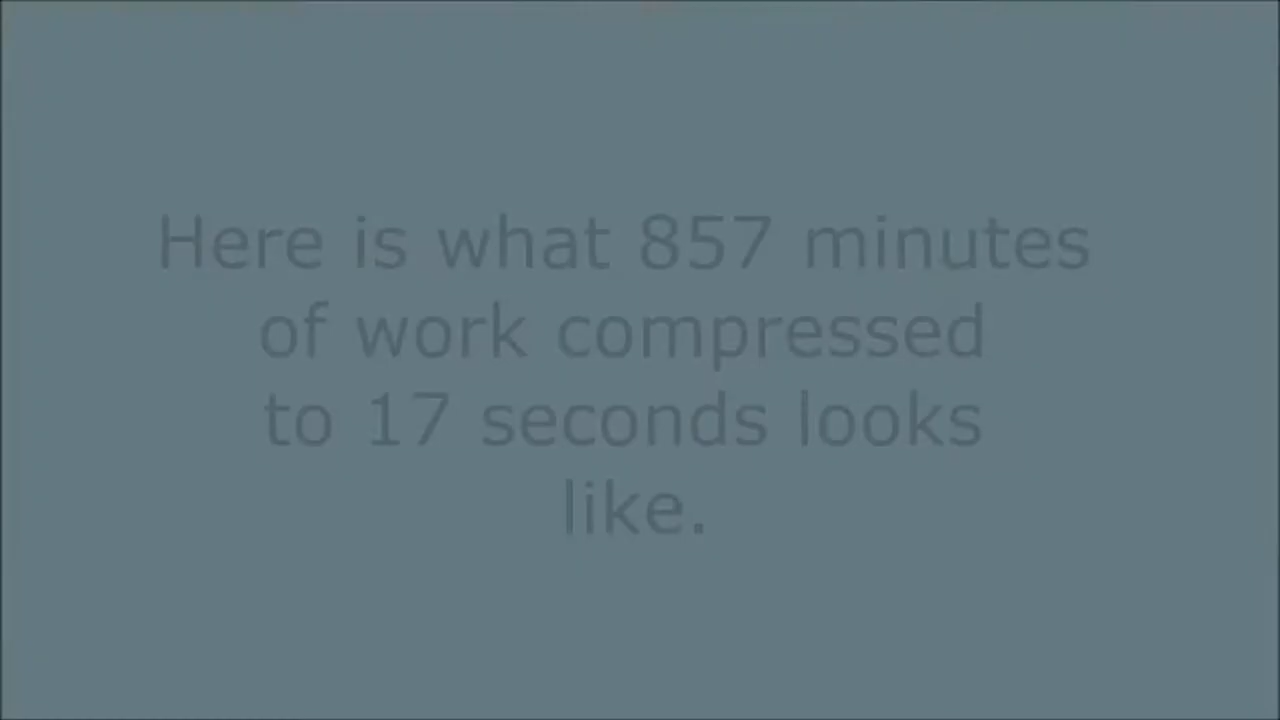 Here is what 857 minutes
of work compressed
to 17 seconds looks
like.